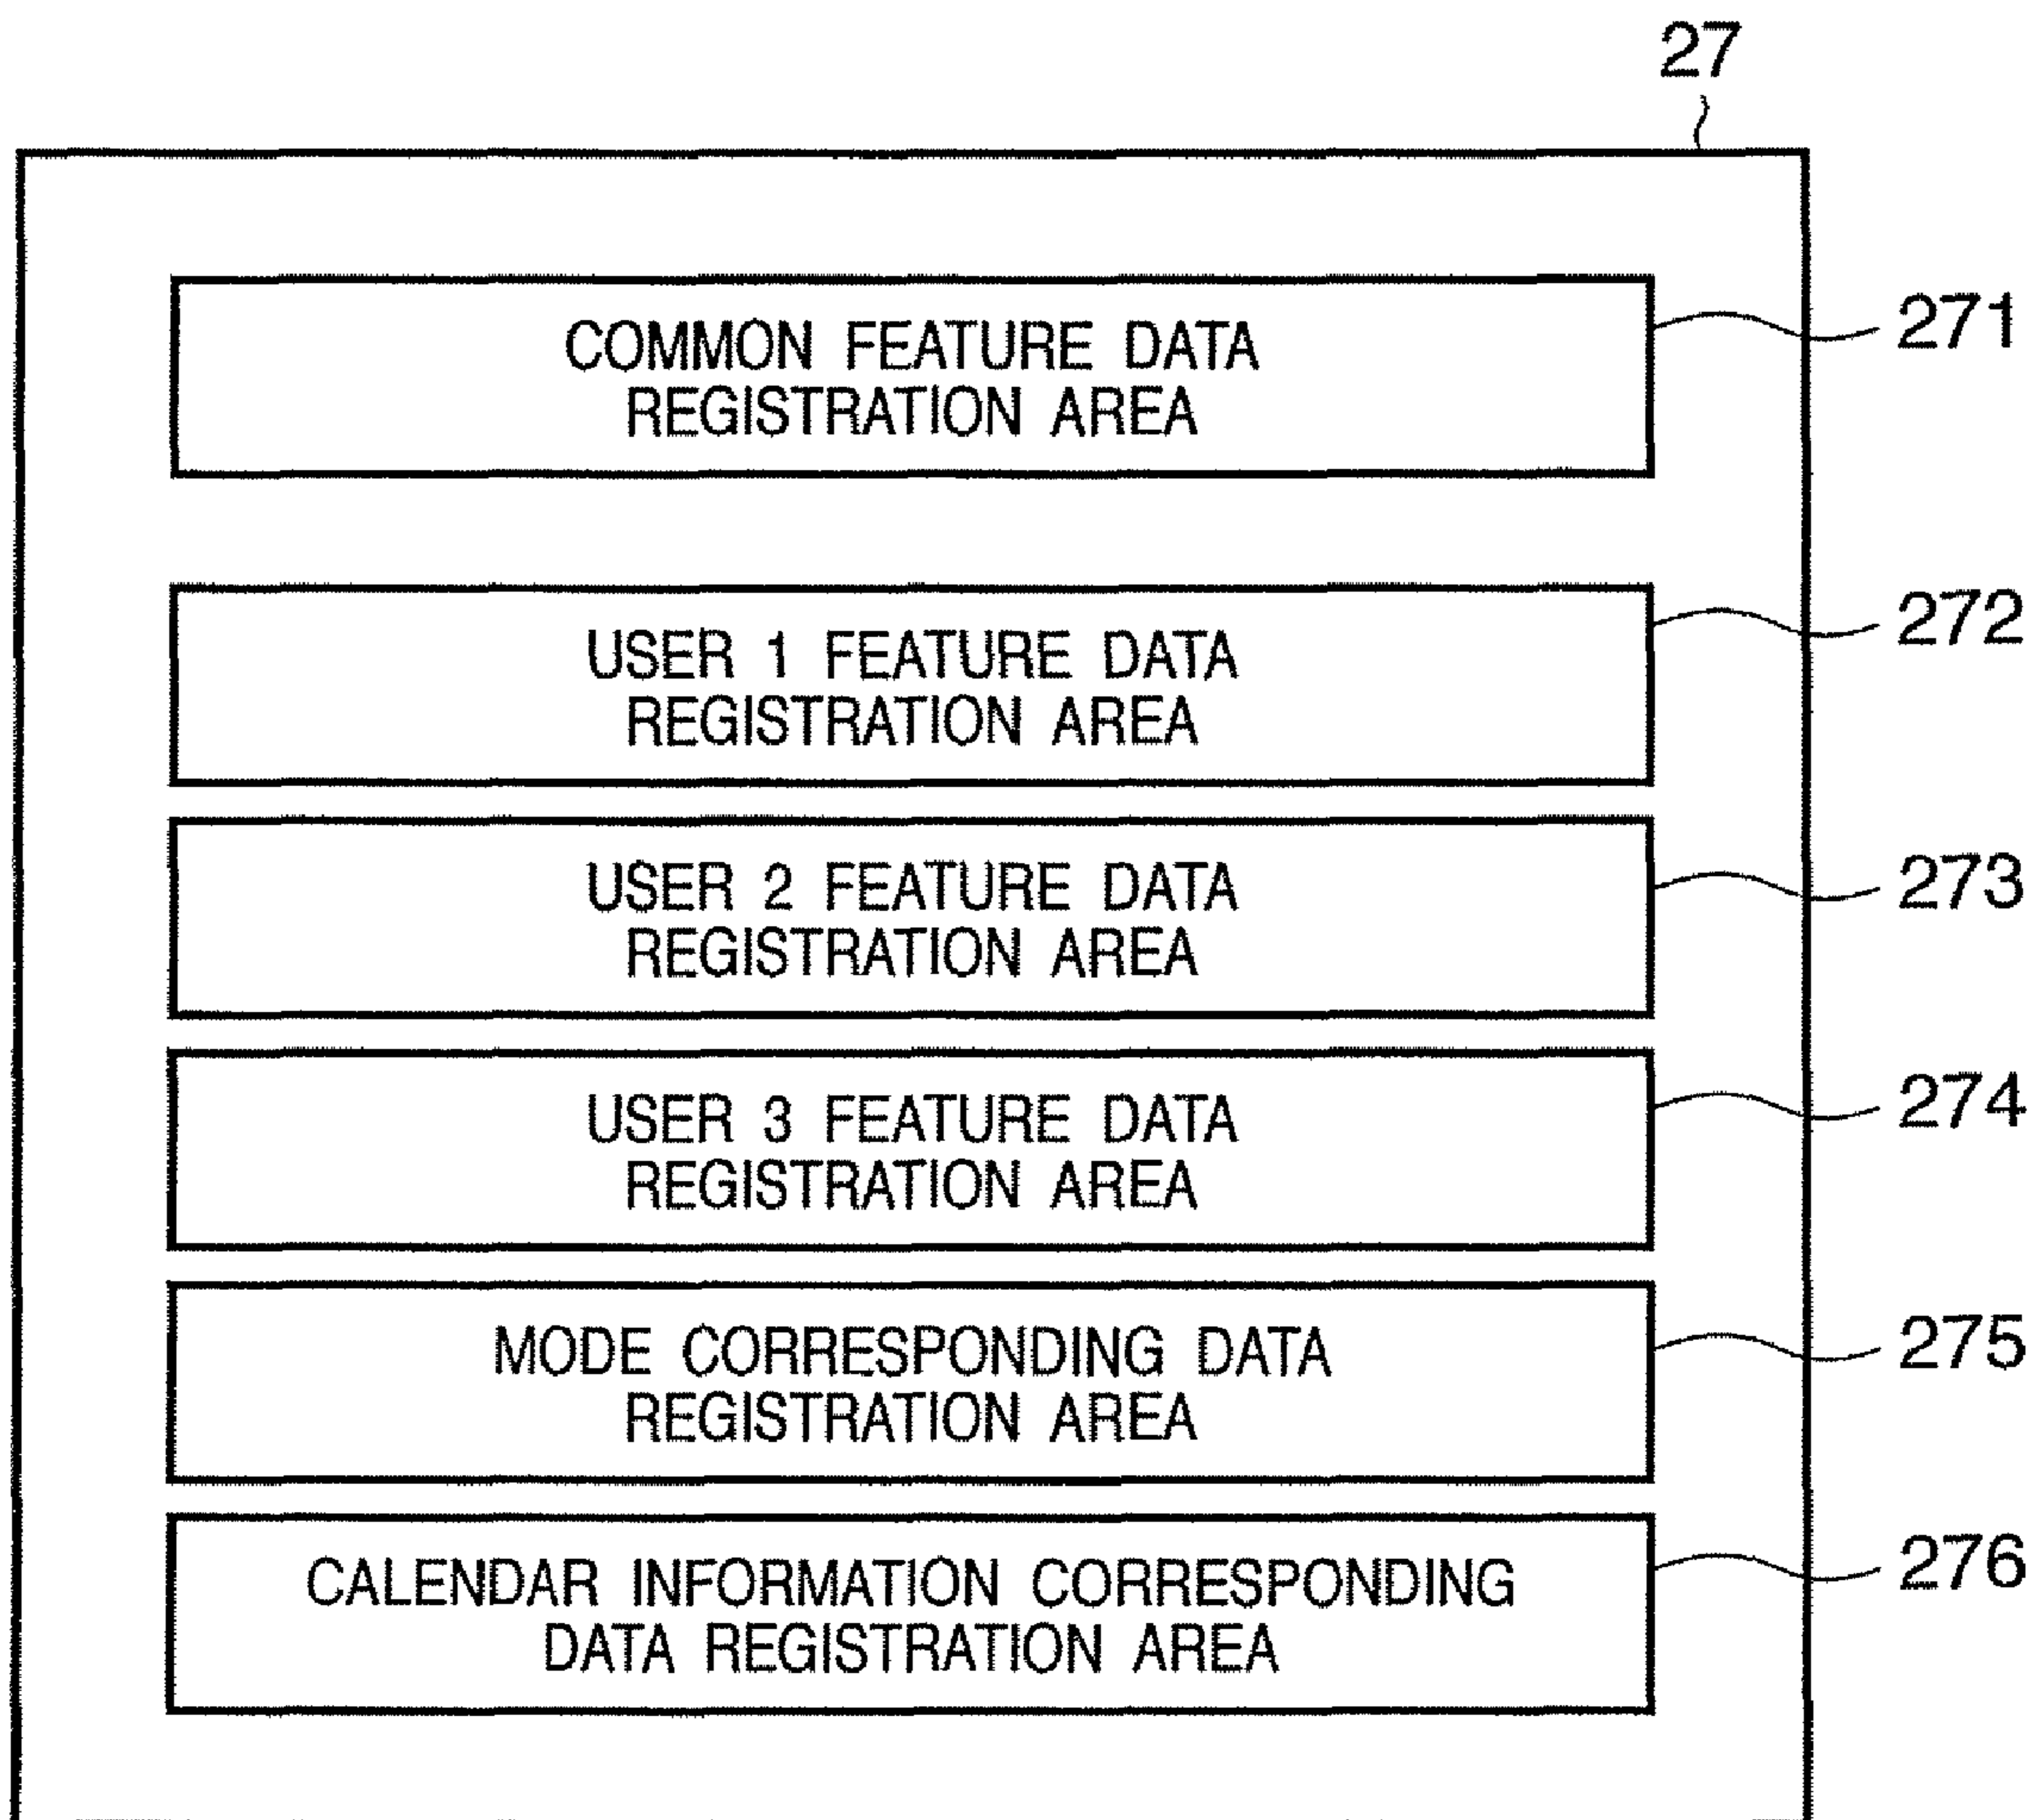 27
COMMON FEATURE DATA
REGISTRATION AREA
271
USER 1 FEATURE DATA
REGISTRATION AREA
272
USER 2 FEATURE DATA
REGISTRATION AREA
273
USER 3 FEATURE DATA
REGISTRATION AREA
274
MODE CORRESPONDING DATA
REGISTRATION AREA
275
CALENDAR INFORMATION CORRESPONDING
DATA REGISTRATION AREA
276